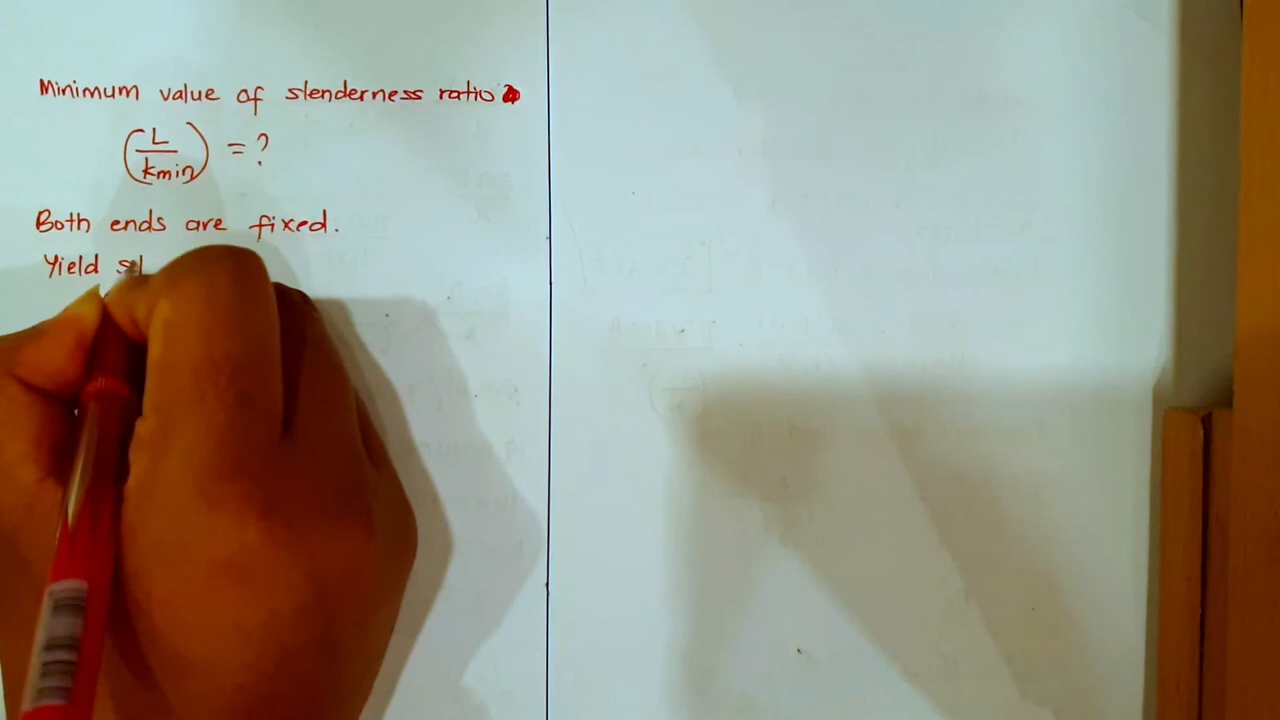 Minimum value of slenderness ratio
(L/kmin) = ?
Both ends are fixed.
Yield